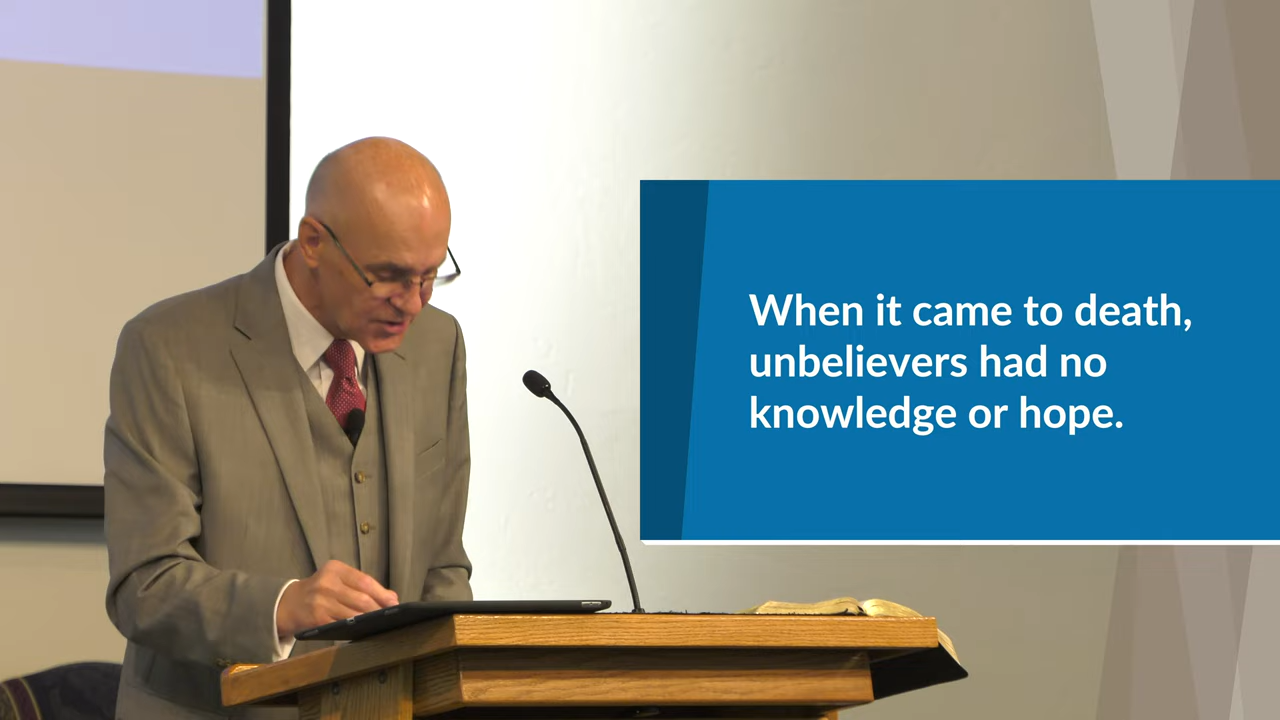 When it came to death,
unbelievers had no
knowledge or hope.